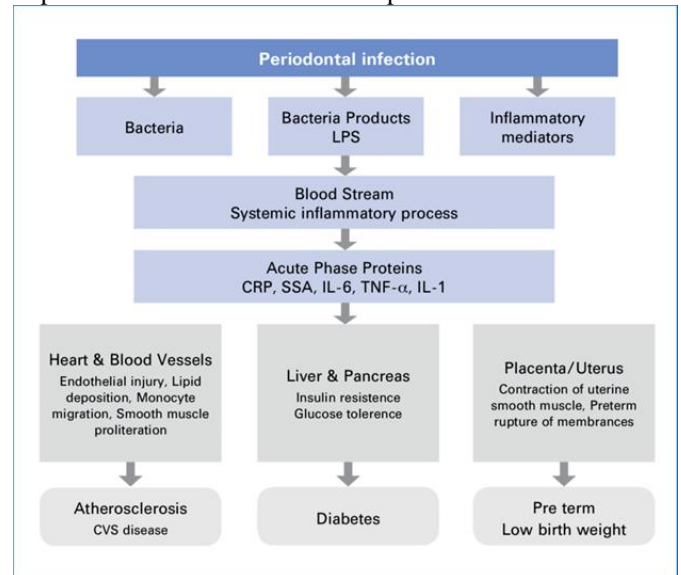 Periodontal infection
Bacteria
Bacteria Products
LPS
Inflammatory
mediators
Blood Stream
Systemic inflammatory process
Acute Phase Proteins
CRP, SSA, IL-6, TNF-α, IL-1
Heart & Blood Vessels
Endothelial injury, Lipid
deposition, Monocyte
migration, Smooth muscle
proliteration
Liver & Pancreas
Insulin resistence
Glucose tolerence
Placenta/Uterus
Contraction of uterine
smooth muscle, Preterm
rupture of membrances
Atherosclerosis
CVS disease
Diabetes
Pre term
Low birth weight